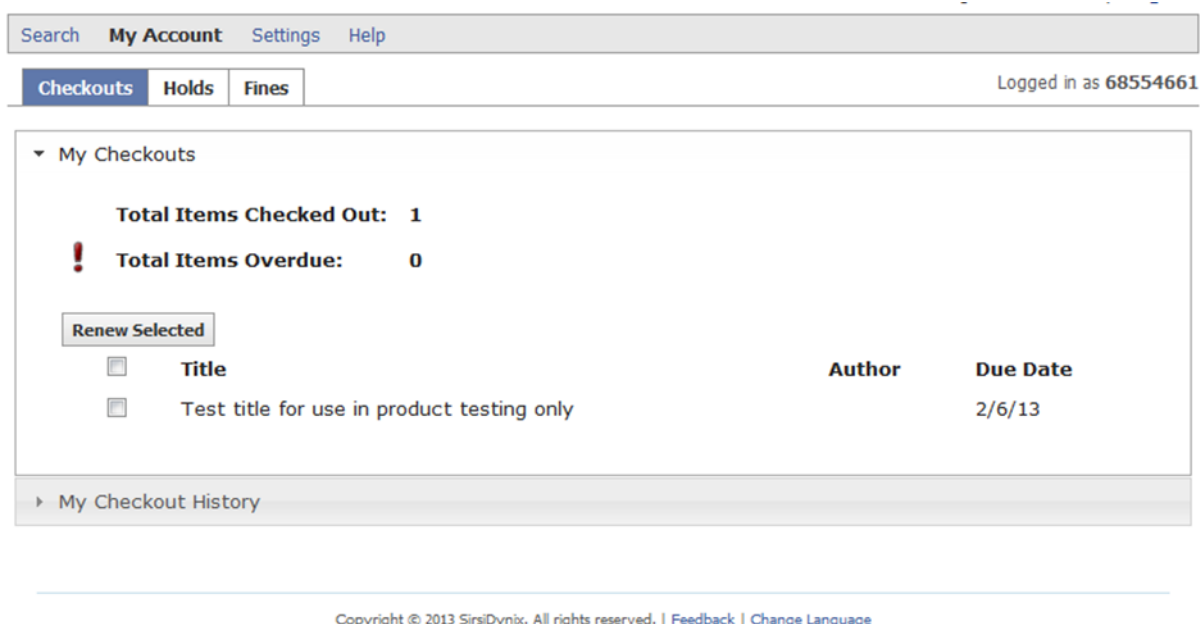 Search My Account Settings Help
Checkouts Holds Fines Logged in as 68554661
My Checkouts
Total Items Checked Out: 1
Total Items Overdue: 0
Renew Selected
Title Author Due Date
Test title for use in product testing only 2/6/13
My Checkout History
Copyright © 2013 SirsiDynix. All rights reserved. | Feedback | Change Language